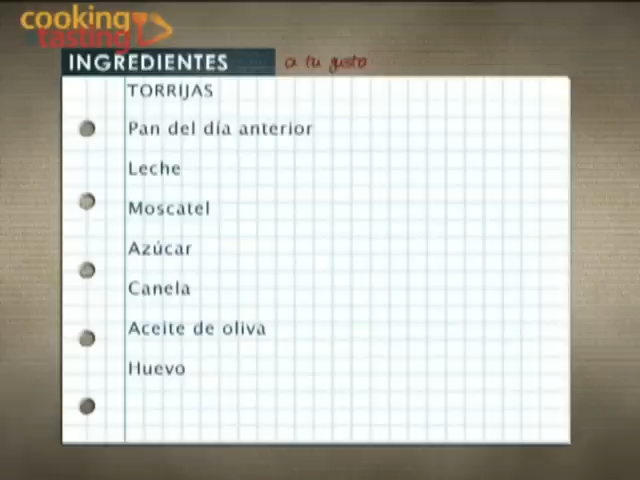 cooking
tasting
INGREDIENTES a tu gusto
TORRIJAS
Pan del día anterior
Leche
Moscatel
Azúcar
Canela
Aceite de oliva
Huevo